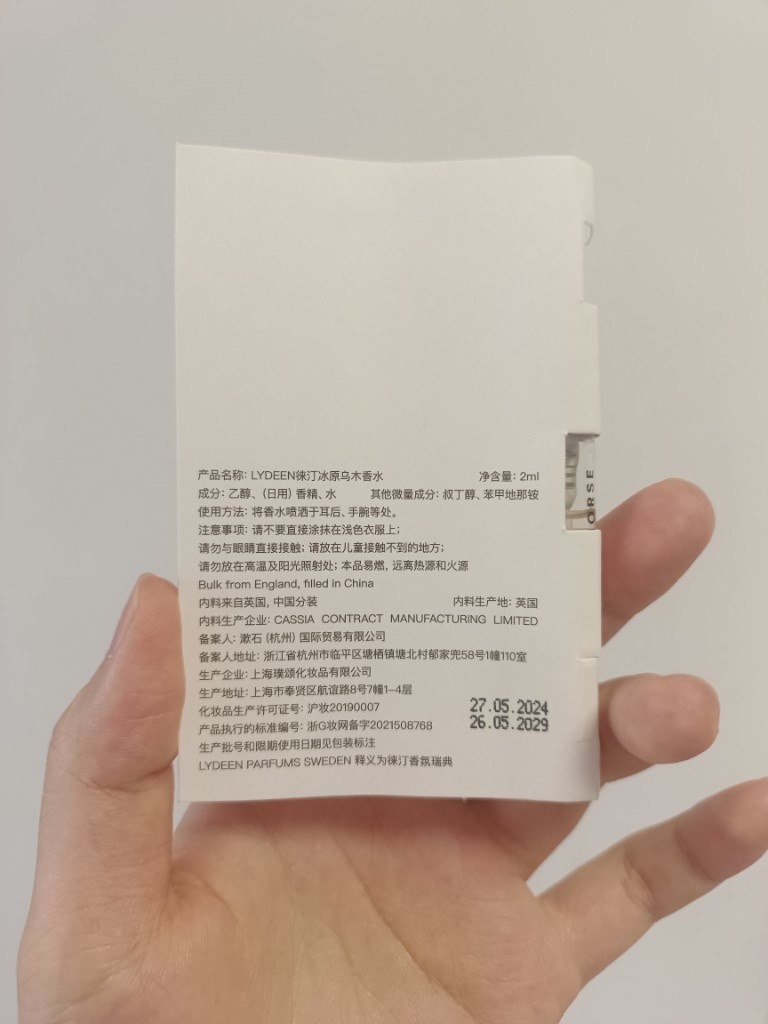 产品名称: LYDEEN徕汀冰原乌木香水 净含量: 2ml
成分: 乙醇、(日用) 香精、水 其他微量成分: 叔丁醇、苯甲地那铵
使用方法: 将香水喷洒于耳后、手腕等处。
注意事项: 请不要直接涂抹在浅色衣服上;
请勿与眼睛直接接触; 请放在儿童接触不到的地方;
请勿放在高温及阳光照射处; 本品易燃, 远离热源和火源
Bulk from England, filled in China
内料来自英国, 中国分装 内料生产地: 英国
内料生产企业: CASSIA CONTRACT MANUFACTURING LIMITED
备案人: 漱石 (杭州) 国际贸易有限公司
备案人地址: 浙江省杭州市临平区塘栖镇塘北村郁家兜58号1幢110室
生产企业: 上海璞颂化妆品有限公司
生产地址: 上海市奉贤区航谊路8号7幢1-4层
化妆品生产许可证号: 沪妆20190007
产品执行的标准编号: 浙G妆网备字2021508768
生产批号和限期使用日期见包装标注
LYDEEN PARFUMS SWEDEN 释义为徕汀香氛瑞典
27.05.2024
26.05.2029
ORSE